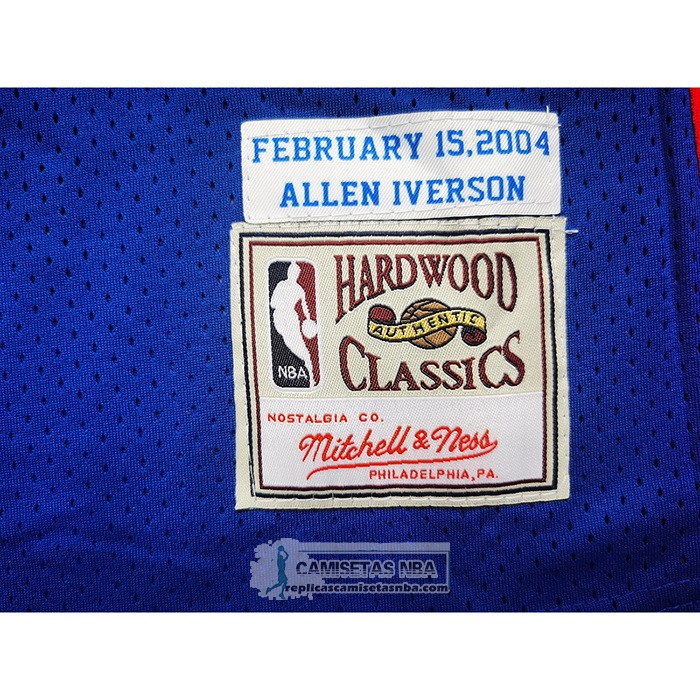 FEBRUARY 15,2004
ALLEN IVERSON
HARDWOOD
AUTHENTIC
CLASSICS
NBA
NOSTALGIA CO.
Mitchell & Ness
PHILADELPHIA, PA.
CAMISETAS NBA
replicascamisetasnba.com